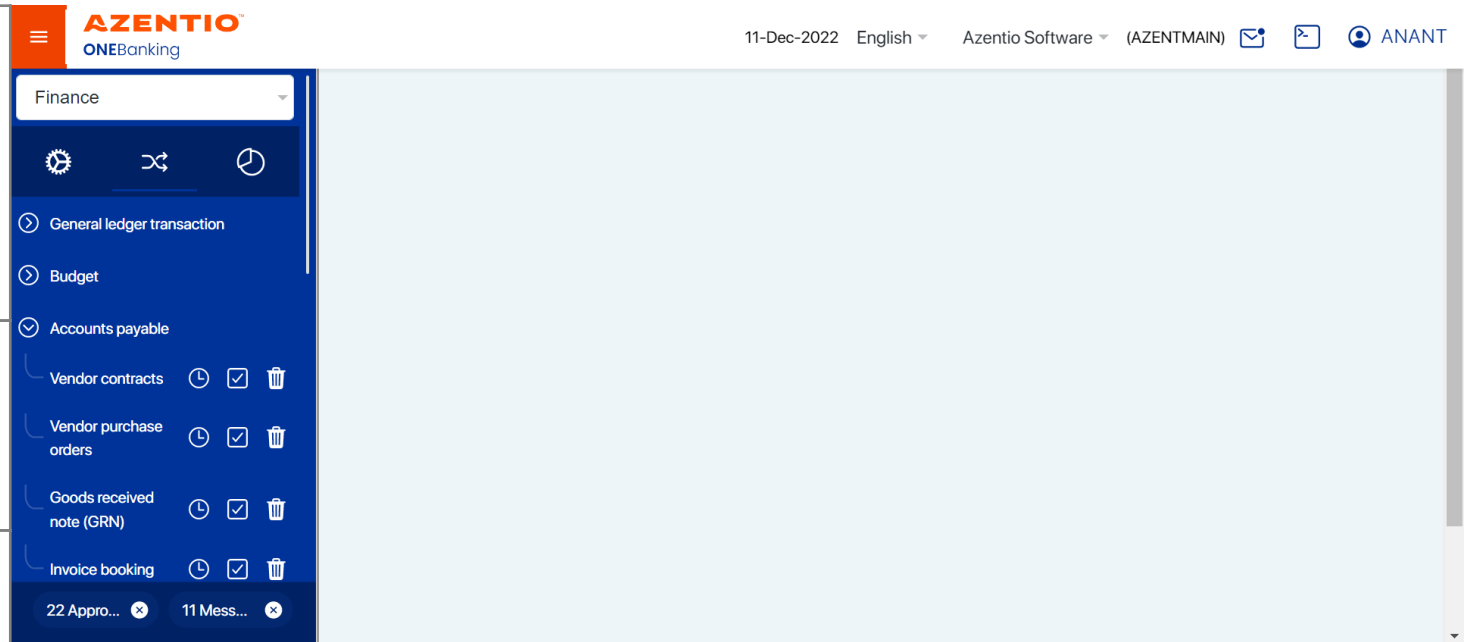 AZENTIO™
ONEBanking
11-Dec-2022 English Azentio Software (AZENTMAIN) ANANT
Finance
General ledger transaction
Budget
Accounts payable
Vendor contracts
Vendor purchase
orders
Goods received
note (GRN)
Invoice booking
22 Appro... 11 Mess...